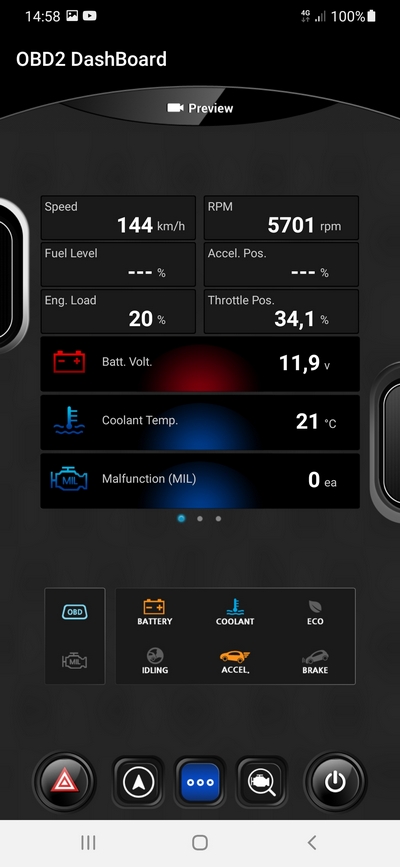 14:58 4G 100%
OBD2 DashBoard
Preview
Speed RPM
144 km/h 5701 rpm
Fuel Level Accel. Pos.
--- % --- %
Eng. Load Throttle Pos.
20 % 34,1 %
Batt. Volt. 11,9 v
Coolant Temp. 21 °C
MIL Malfunction (MIL) 0 ea
OBD
BATTERY COOLANT ECO
MIL
IDLING ACCEL, BRAKE